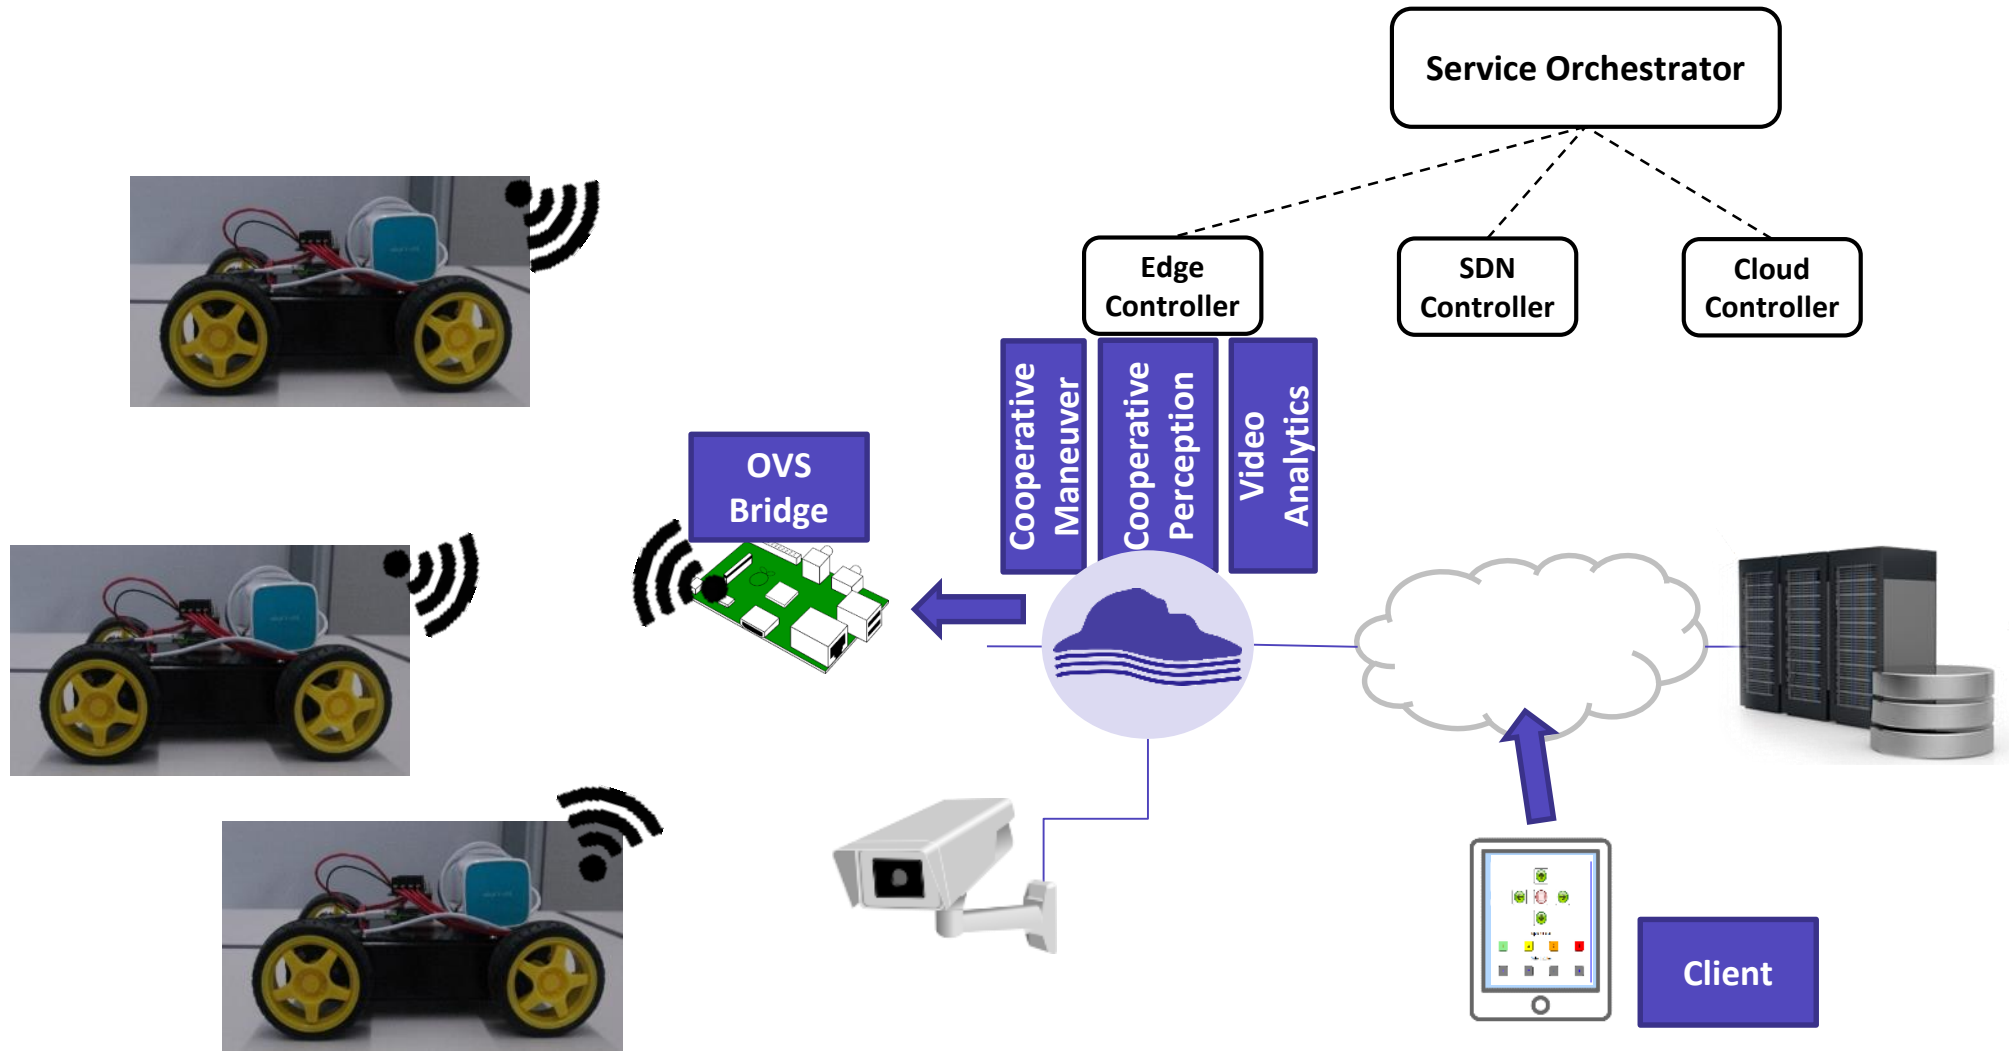 Service Orchestrator
Edge
Controller
SDN
Controller
Cloud
Controller
Cooperative
Maneuver
Cooperative
Perception
Video
Analytics
OVS
Bridge
Client